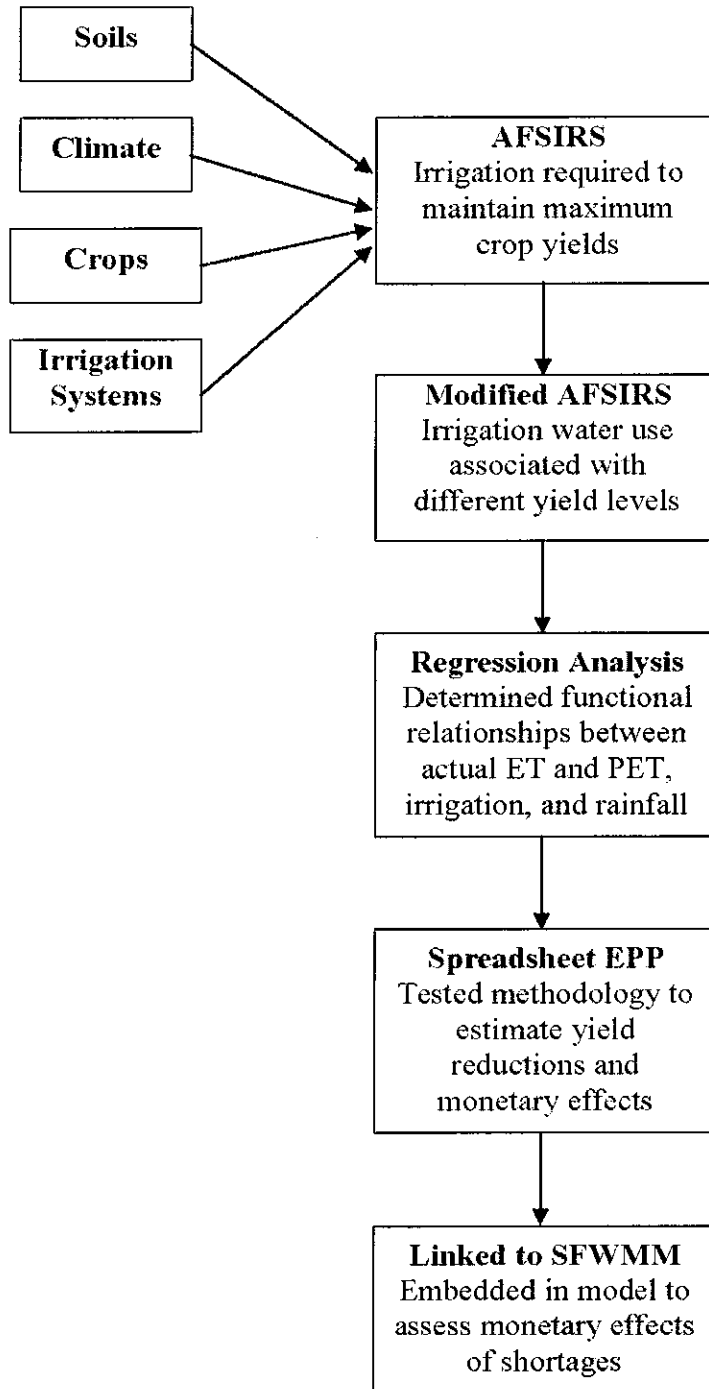 Soils
Climate
Crops
Irrigation
Systems
AFSIRS
Irrigation required to
maintain maximum
crop yields
Modified AFSIRS
Irrigation water use
associated with
different yield levels
Regression Analysis
Determined functional
relationships between
actual ET and PET,
irrigation, and rainfall
Spreadsheet EPP
Tested methodology to
estimate yield
reductions and
monetary effects
Linked to SFWMM
Embedded in model to
assess monetary effects
of shortages